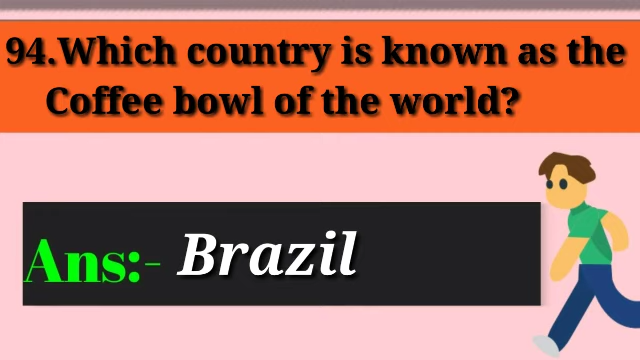 94.Which country is known as the
Coffee bowl of the world?
Ans:- Brazil